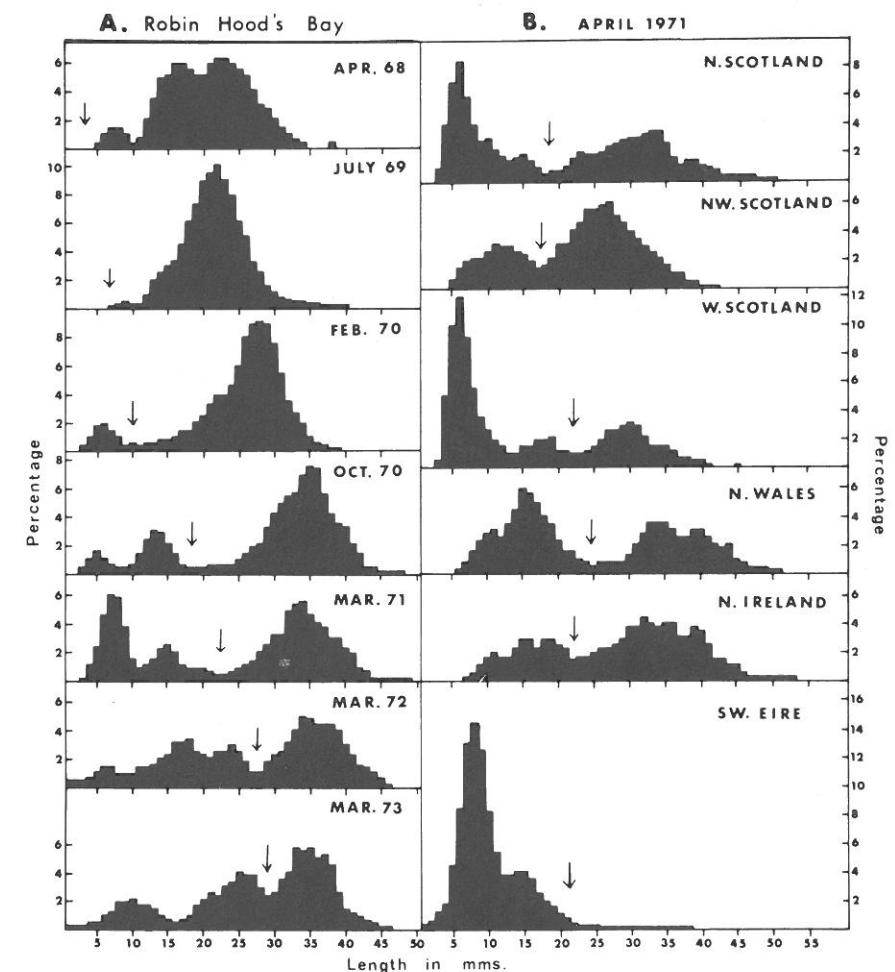 A. Robin Hood's Bay
B. APRIL 1971
Percentage
APR. 68
6
4
2
JULY 69
10
8
6
4
2
FEB. 70
8
6
4
2
OCT. 70
8
6
4
2
MAR. 71
6
4
2
MAR. 72
6
4
2
MAR. 73
6
4
2
5 10 15 20 25 30 35 40 45 50
N. SCOTLAND
8
6
4
2
NW. SCOTLAND
6
4
2
W. SCOTLAND
12
10
8
6
4
2
N. WALES
6
4
2
N. IRELAND
6
4
2
SW. EIRE
16
14
12
10
8
6
4
2
5 10 15 20 25 30 35 40 45 50 55
Percentage
Length in mms.